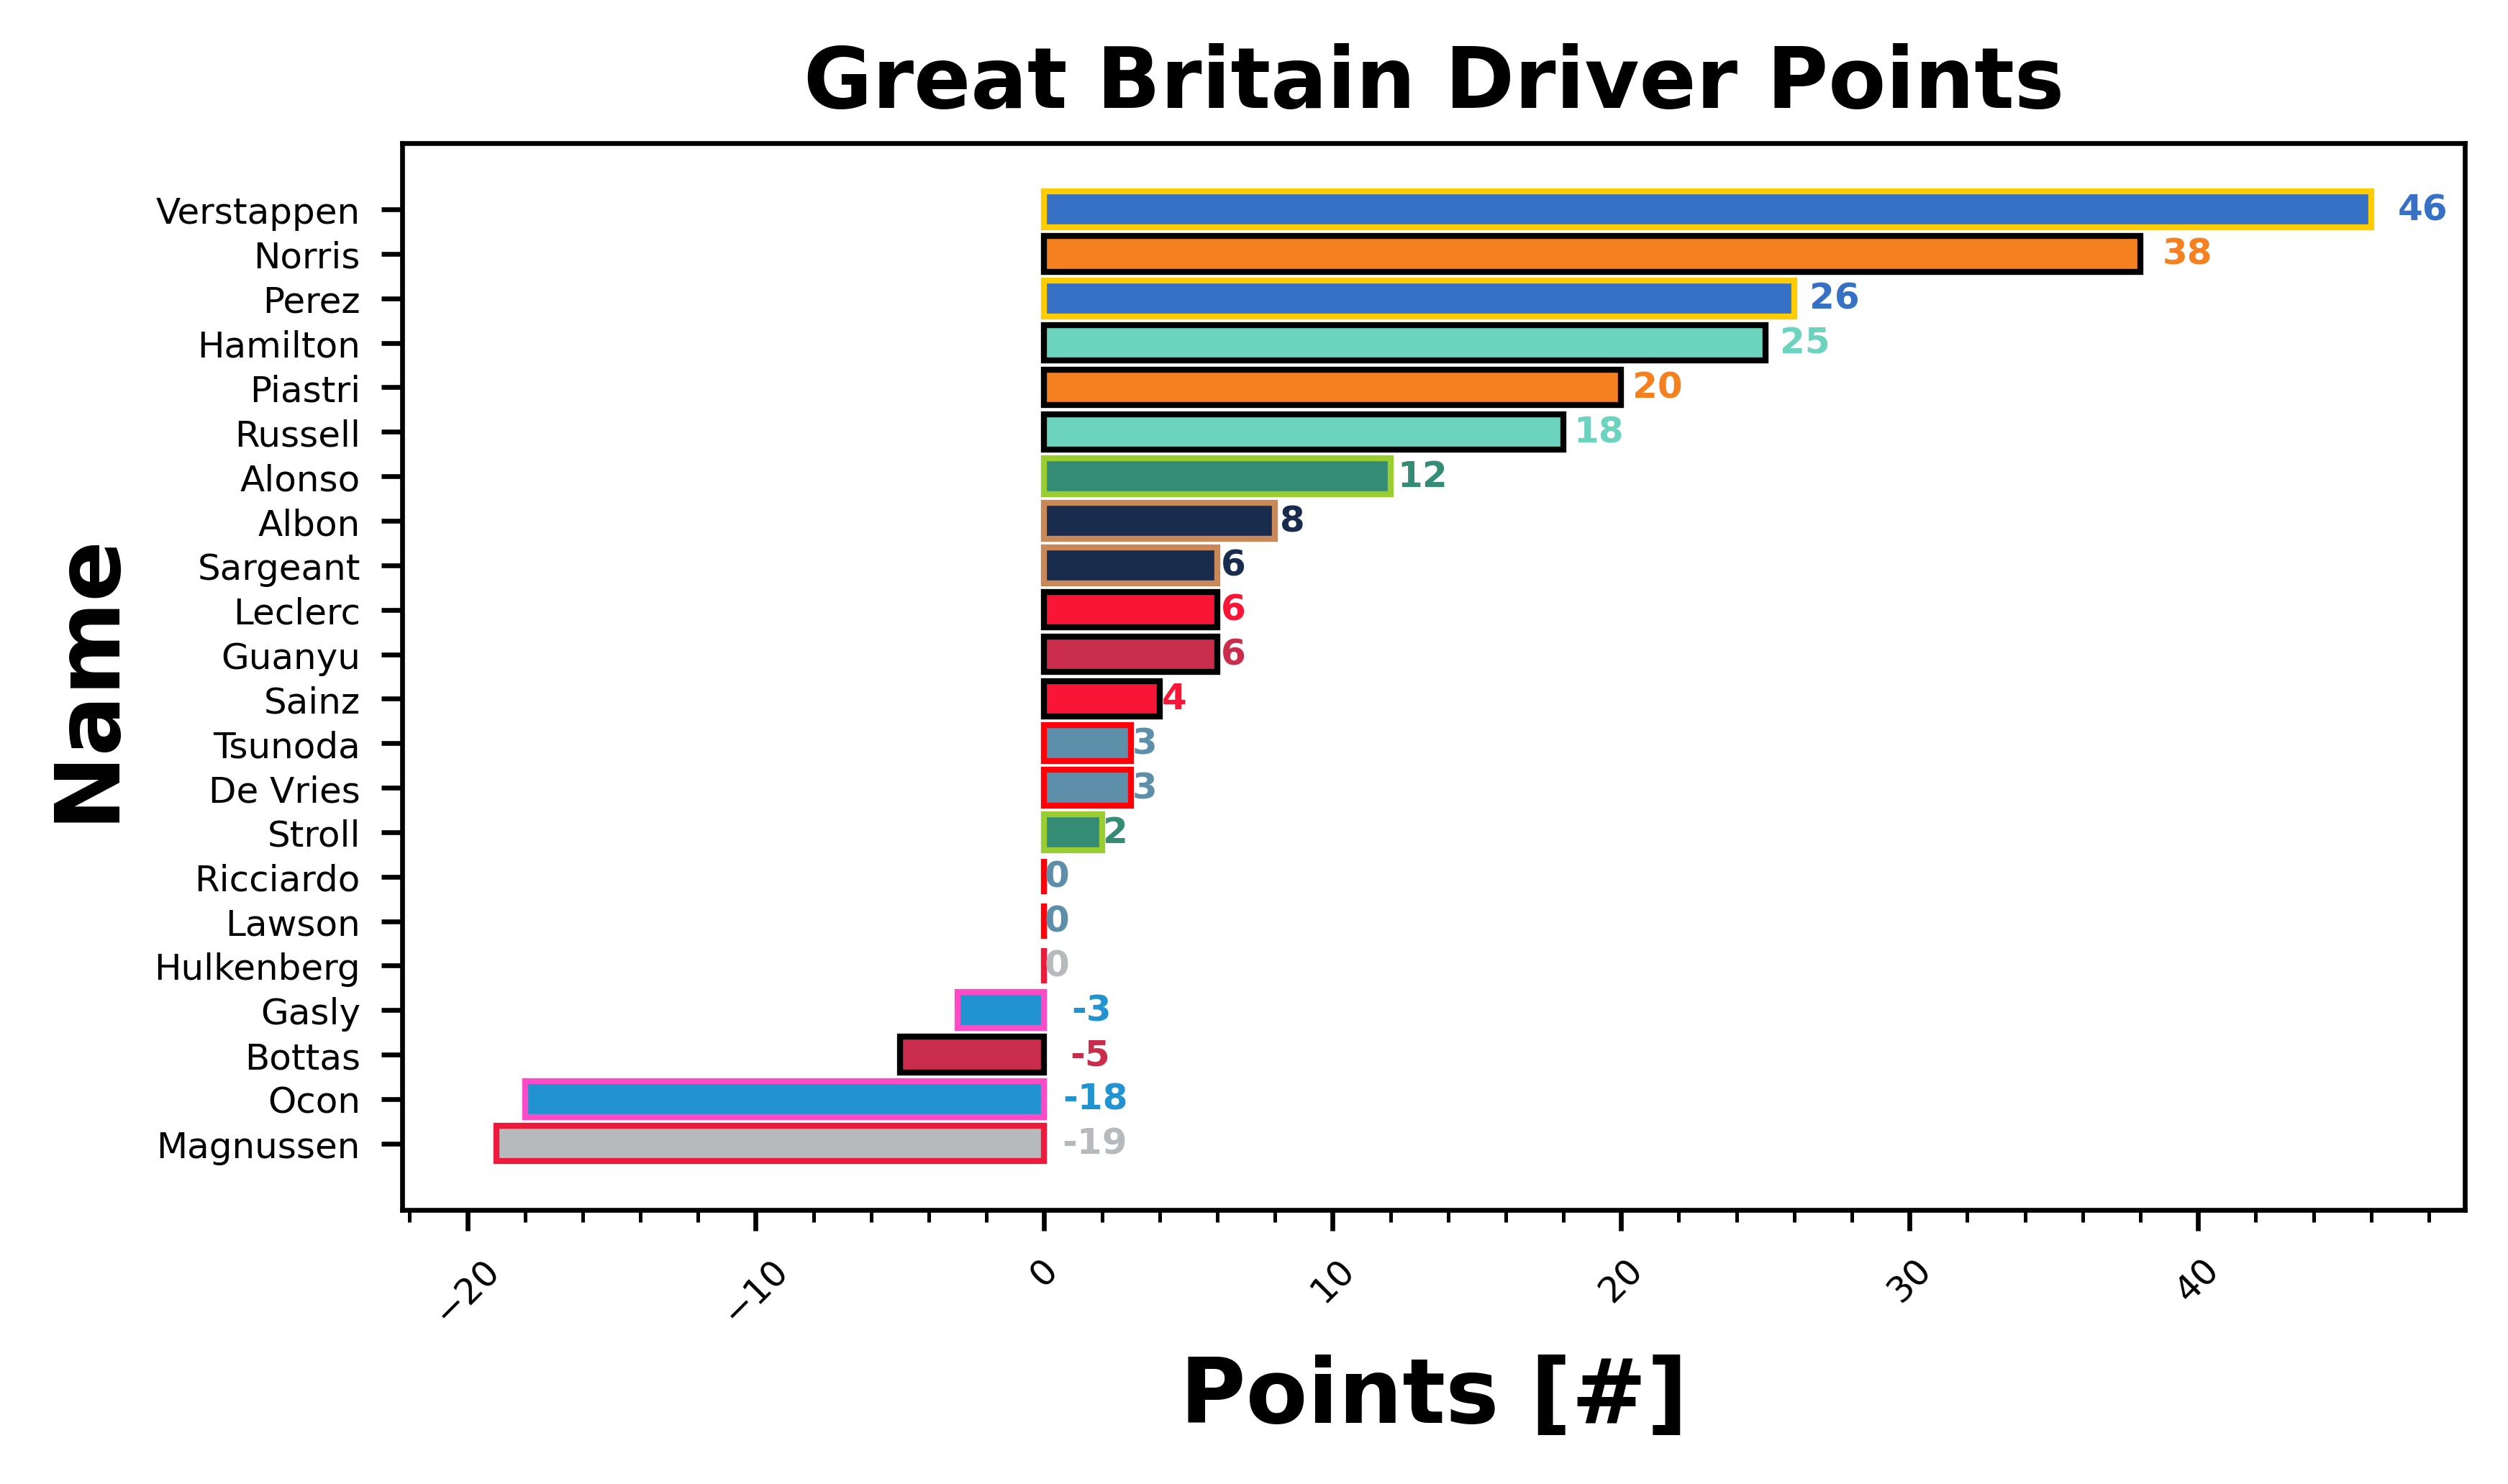 Great Britain Driver Points
Name
Verstappen 46
Norris 38
Perez 26
Hamilton 25
Piastri 20
Russell 18
Alonso 12
Albon 8
Sargeant 6
Leclerc 6
Guanyu 6
Sainz 4
Tsunoda 3
De Vries 3
Stroll 2
Ricciardo 0
Lawson 0
Hulkenberg 0
Gasly -3
Bottas -5
Ocon -18
Magnussen -19
−20 −10 0 10 20 30 40
Points [#]